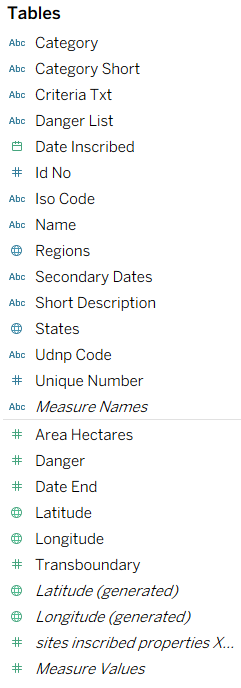 Tables
Abc Category
Abc Category Short
Abc Criteria Txt
Abc Danger List
Date Inscribed
# Id No
Abc Iso Code
Abc Name
Regions
Abc Secondary Dates
Abc Short Description
States
Abc Udnp Code
# Unique Number
Abc Measure Names
# Area Hectares
# Danger
# Date End
Latitude
Longitude
# Transboundary
Latitude (generated)
Longitude (generated)
# sites inscribed properties X...
# Measure Values